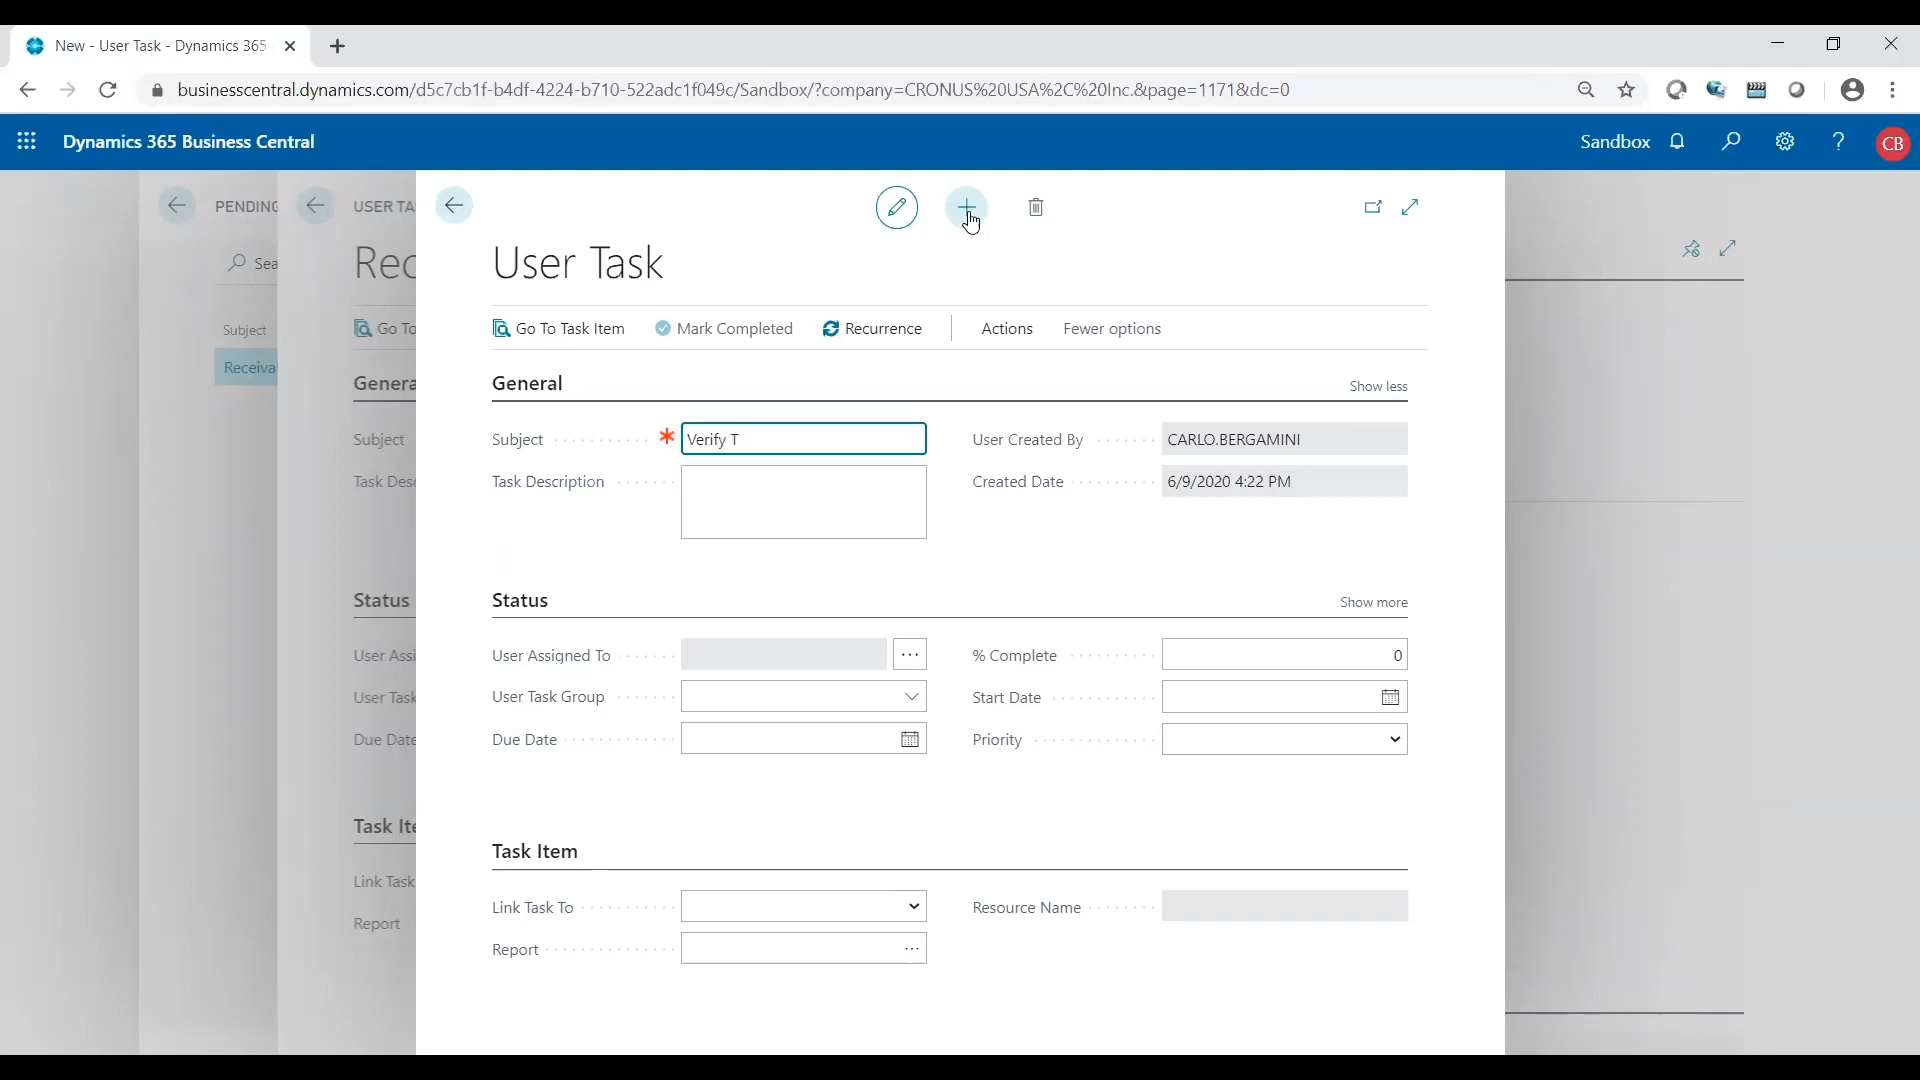 New - User Task - Dynamics 365
businesscentral.dynamics.com/d5c7cb1f-b4df-4224-b710-522adc1f049c/Sandbox/?company=CRONUS%20USA%2C%20Inc.&page=1171&dc=0
Dynamics 365 Business Central
Sandbox
CB
PENDING
USER TA
Sea
Rec
User Task
Subject
Receiva
Go To
Go To Task Item
Mark Completed
Recurrence
Actions
Fewer options
Genera
General
Show less
Subject
Subject
* Verify T
User Created By
CARLO.BERGAMINI
Task Des
Task Description
Created Date
6/9/2020 4:22 PM
Status
Status
Show more
User Assi
User Assigned To
% Complete
0
User Task
User Task Group
Start Date
Due Date
Due Date
Priority
Task Ite
Task Item
Link Task
Link Task To
Resource Name
Report
Report